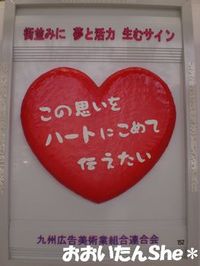 街並みに 夢と活力 生むサイン
この思いを
ハートにこめて
伝えたい
九州広告美術業組合連合会
152
おおいたんShe*